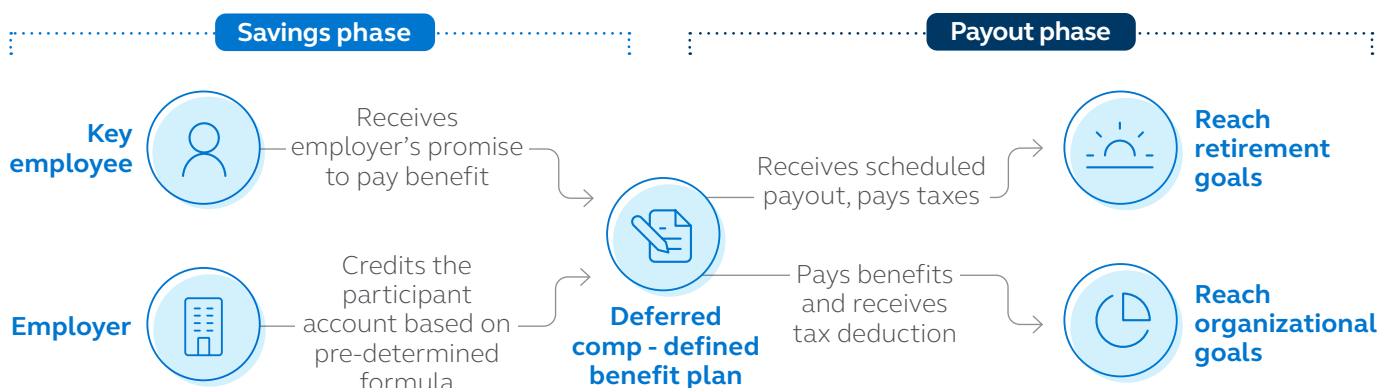 Savings phase
Payout phase
Key
employee
Receives
employer's promise
to pay benefit
Receives scheduled
payout, pays taxes
Reach
retirement
goals
Employer
Credits the
participant
account based on
pre-determined
formula
Deferred
comp - defined
benefit plan
Pays benefits
and receives
tax deduction
Reach
organizational
goals